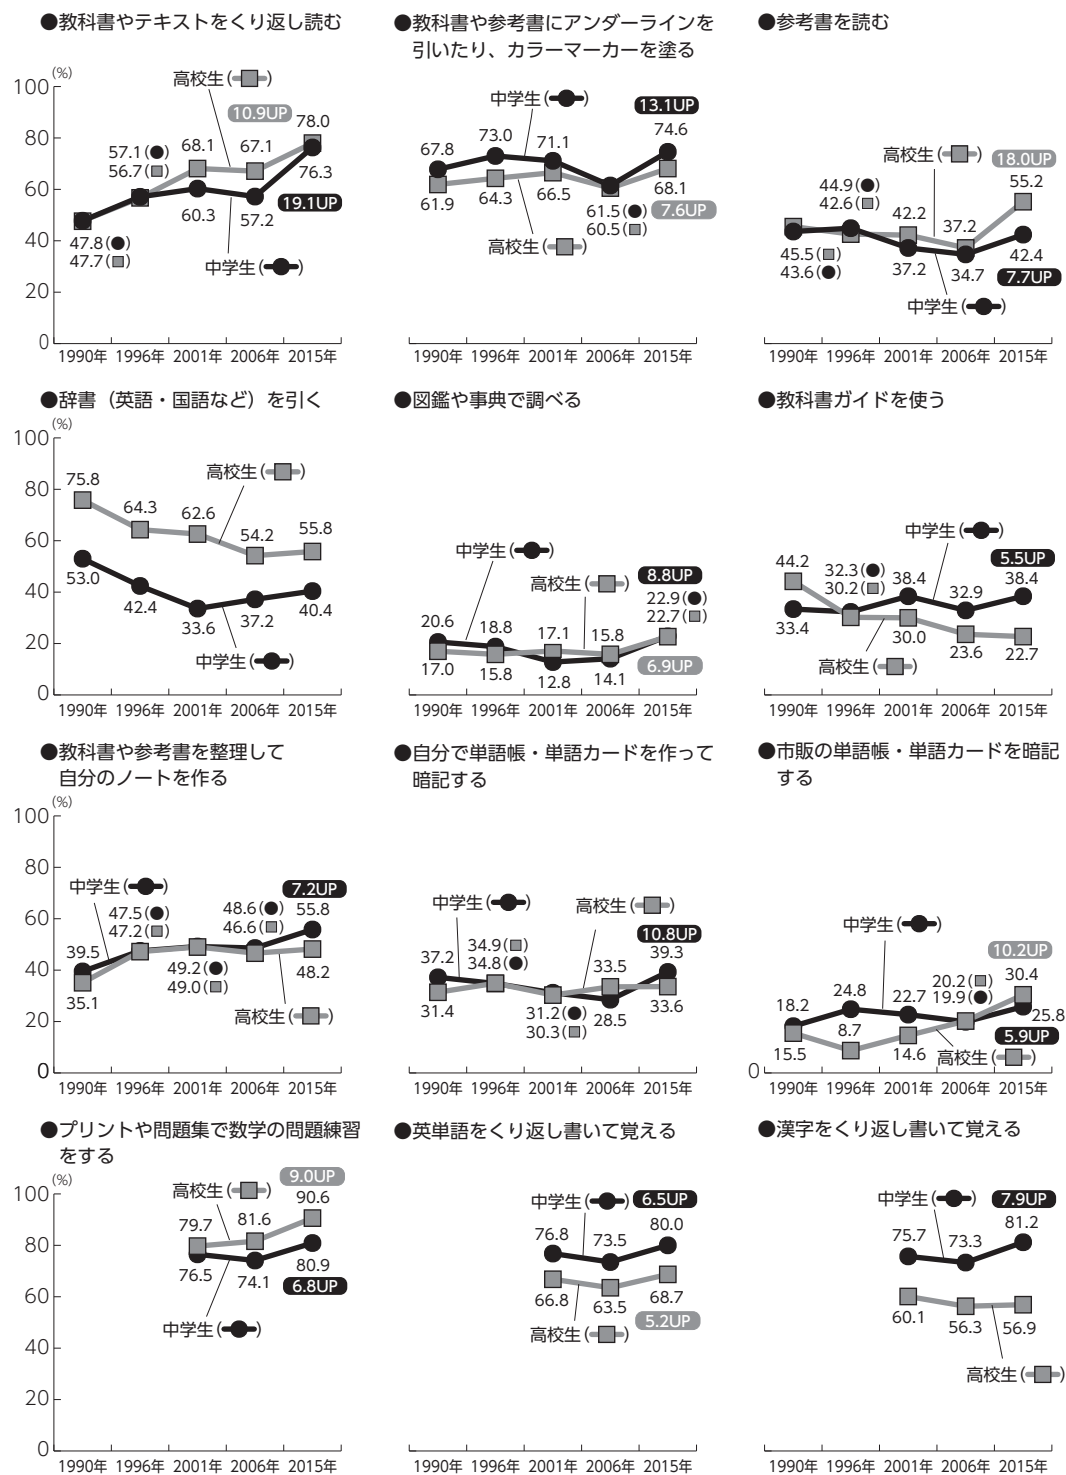 ●教科書やテキストをくり返し読む
(%)
100
80
60
40
20
0
高校生( )
10.9UP
78.0
57.1(●)
56.7(■)
68.1
67.1
76.3
19.1UP
60.3
57.2
47.8(●)
47.7(■)
中学生( )
1990年 1996年 2001年 2006年 2015年
●教科書や参考書にアンダーラインを
引いたり、カラーマーカーを塗る
中学生( )
13.1UP
67.8
73.0
71.1
74.6
61.9
64.3
66.5
68.1
61.5(●)
60.5(■)
7.6UP
高校生( )
1990年 1996年 2001年 2006年 2015年
●参考書を読む
高校生( )
18.0UP
44.9(●)
42.6(■)
42.2
37.2
55.2
45.5(■)
43.6(●)
37.2
34.7
42.4
7.7UP
中学生( )
1990年 1996年 2001年 2006年 2015年
●辞書（英語・国語など）を引く
(%)
100
80
60
40
20
0
高校生( )
75.8
64.3
62.6
54.2
55.8
53.0
42.4
33.6
37.2
40.4
中学生( )
1990年 1996年 2001年 2006年 2015年
●図鑑や事典で調べる
中学生( )
高校生( )
8.8UP
22.9(●)
22.7(■)
20.6
18.8
17.1
15.8
17.0
15.8
12.8
14.1
6.9UP
1990年 1996年 2001年 2006年 2015年
●教科書ガイドを使う
中学生( )
5.5UP
44.2
32.3(●)
30.2(■)
38.4
32.9
38.4
33.4
30.0
23.6
22.7
高校生( )
1990年 1996年 2001年 2006年 2015年
●教科書や参考書を整理して
自分のノートを作る
(%)
100
80
60
40
20
0
中学生( )
7.2UP
39.5
47.5(●)
47.2(■)
48.6(●)
46.6(■)
55.8
35.1
49.2(●)
49.0(■)
48.2
高校生( )
1990年 1996年 2001年 2006年 2015年
●自分で単語帳・単語カードを作って
暗記する
中学生( )
高校生( )
10.8UP
37.2
34.9(■)
34.8(●)
33.5
39.3
31.4
31.2(●)
30.3(■)
28.5
33.6
1990年 1996年 2001年 2006年 2015年
●市販の単語帳・単語カードを暗記
する
中学生( )
10.2UP
18.2
24.8
22.7
20.2(■)
19.9(●)
30.4
25.8
15.5
8.7
14.6
5.9UP
高校生( )
0
1990年 1996年 2001年 2006年 2015年
●プリントや問題集で数学の問題練習
をする
(%)
100
80
60
40
20
0
高校生( )
9.0UP
90.6
79.7
81.6
76.5
74.1
80.9
6.8UP
中学生( )
1990年 1996年 2001年 2006年 2015年
●英単語をくり返し書いて覚える
中学生( )
6.5UP
76.8
73.5
80.0
66.8
63.5
68.7
5.2UP
高校生( )
1990年 1996年 2001年 2006年 2015年
●漢字をくり返し書いて覚える
中学生( )
7.9UP
75.7
73.3
81.2
60.1
56.3
56.9
高校生( )
1990年 1996年 2001年 2006年 2015年